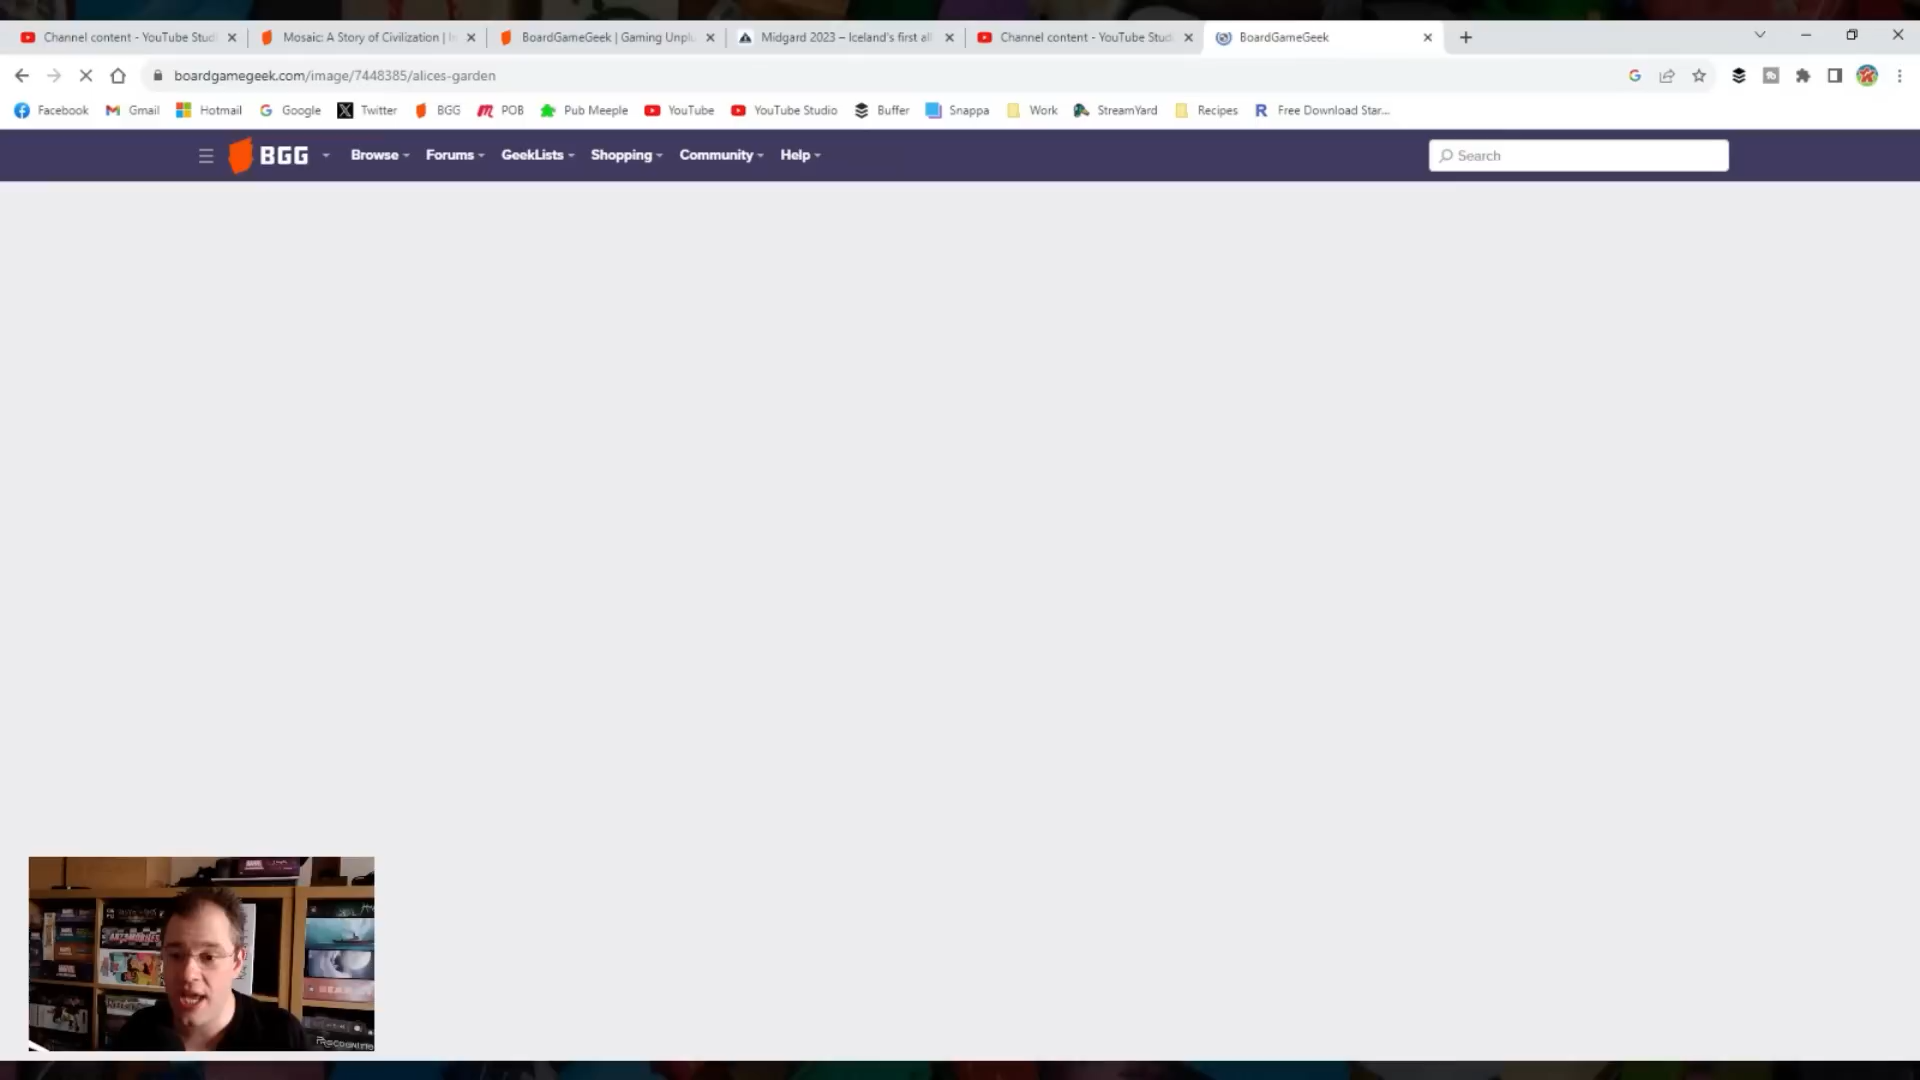 Channel content - YouTube Studi
Mosaic: A Story of Civilization | I
BoardGameGeek | Gaming Unplu
Midgard 2023 – Iceland's first all
Channel content - YouTube Studi
BoardGameGeek
boardgamegeek.com/image/7448385/alices-garden
Facebook Gmail Hotmail Google Twitter BGG POB Pub Meeple YouTube YouTube Studio Buffer Snappa Work StreamYard Recipes Free Download Star...
BGG Browse Forums GeekLists Shopping Community Help Search
AUTOMOBILES
MARVEL